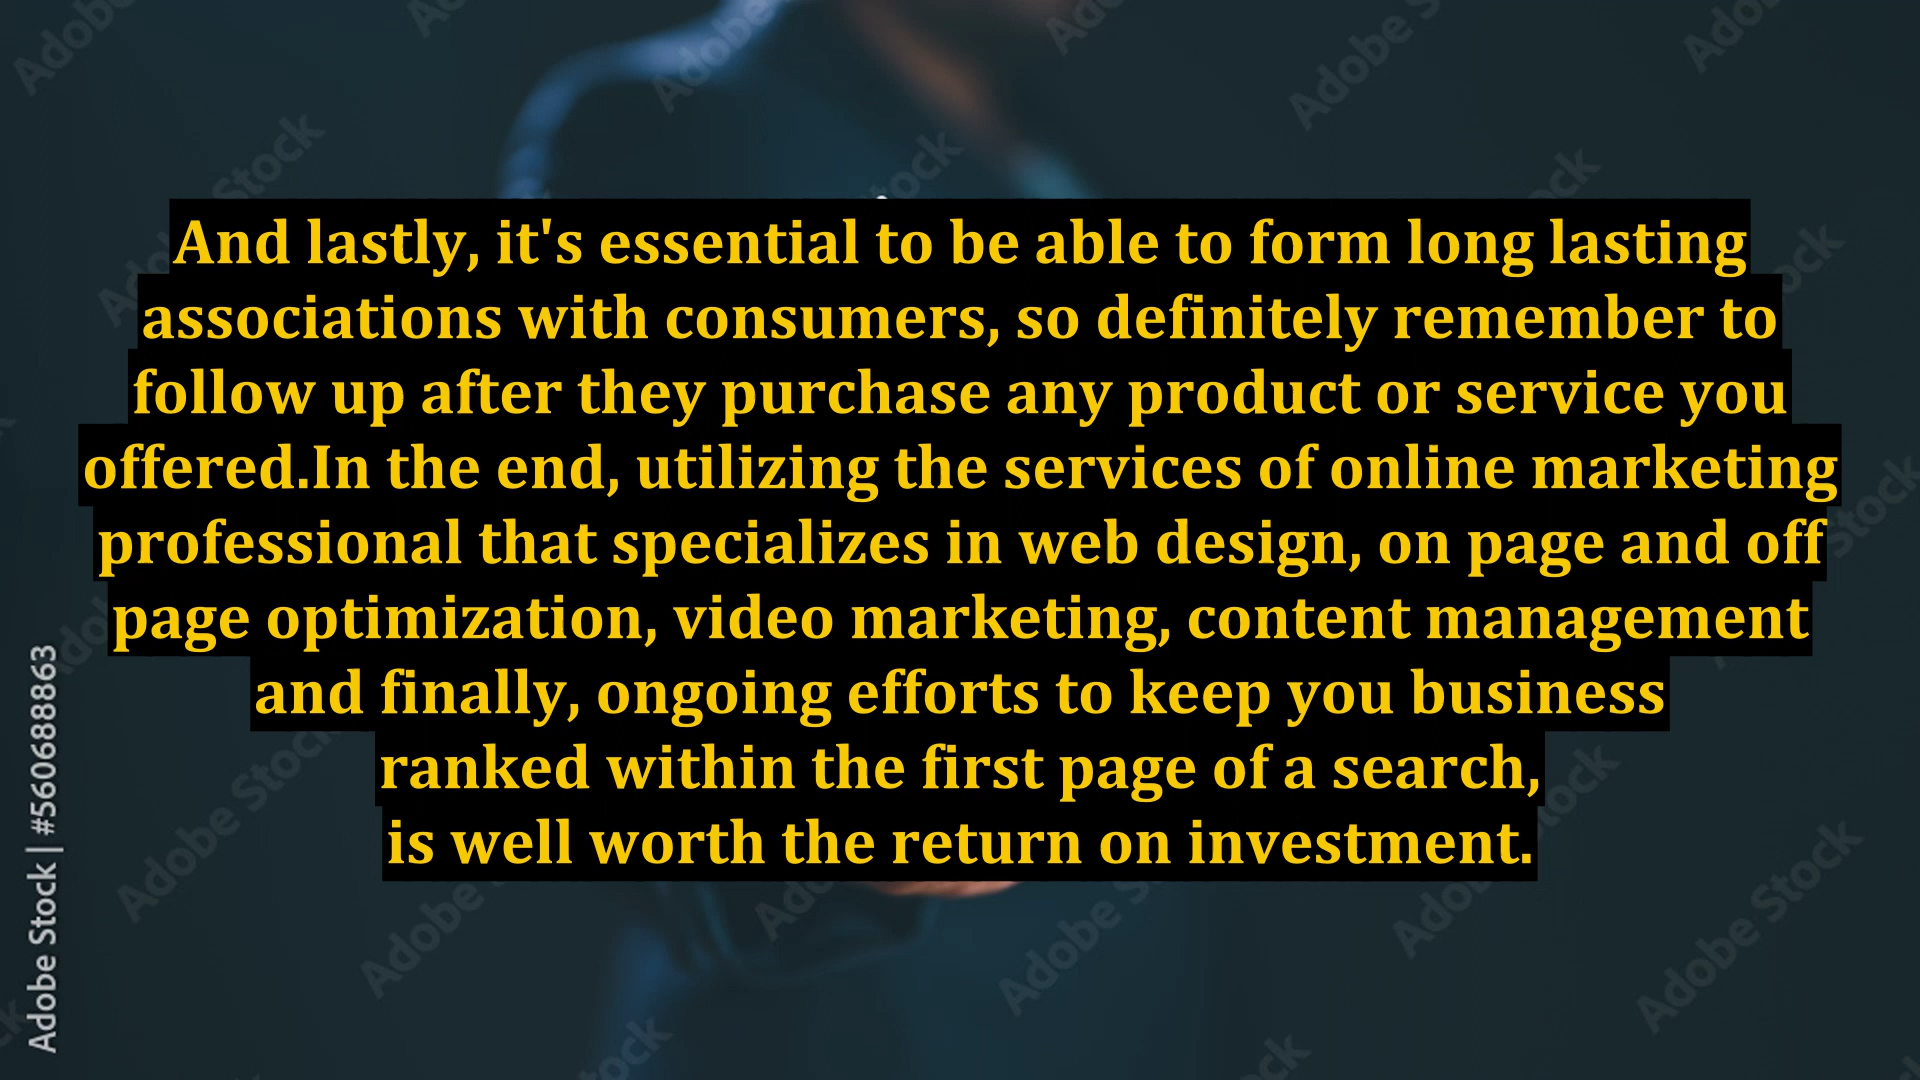 And lastly, it's essential to be able to form long lasting
associations with consumers, so definitely remember to
follow up after they purchase any product or service you
offered.In the end, utilizing the services of online marketing
professional that specializes in web design, on page and off
page optimization, video marketing, content management
and finally, ongoing efforts to keep you business
ranked within the first page of a search,
is well worth the return on investment.
Adobe Stock | #560688863
Adobe Stock